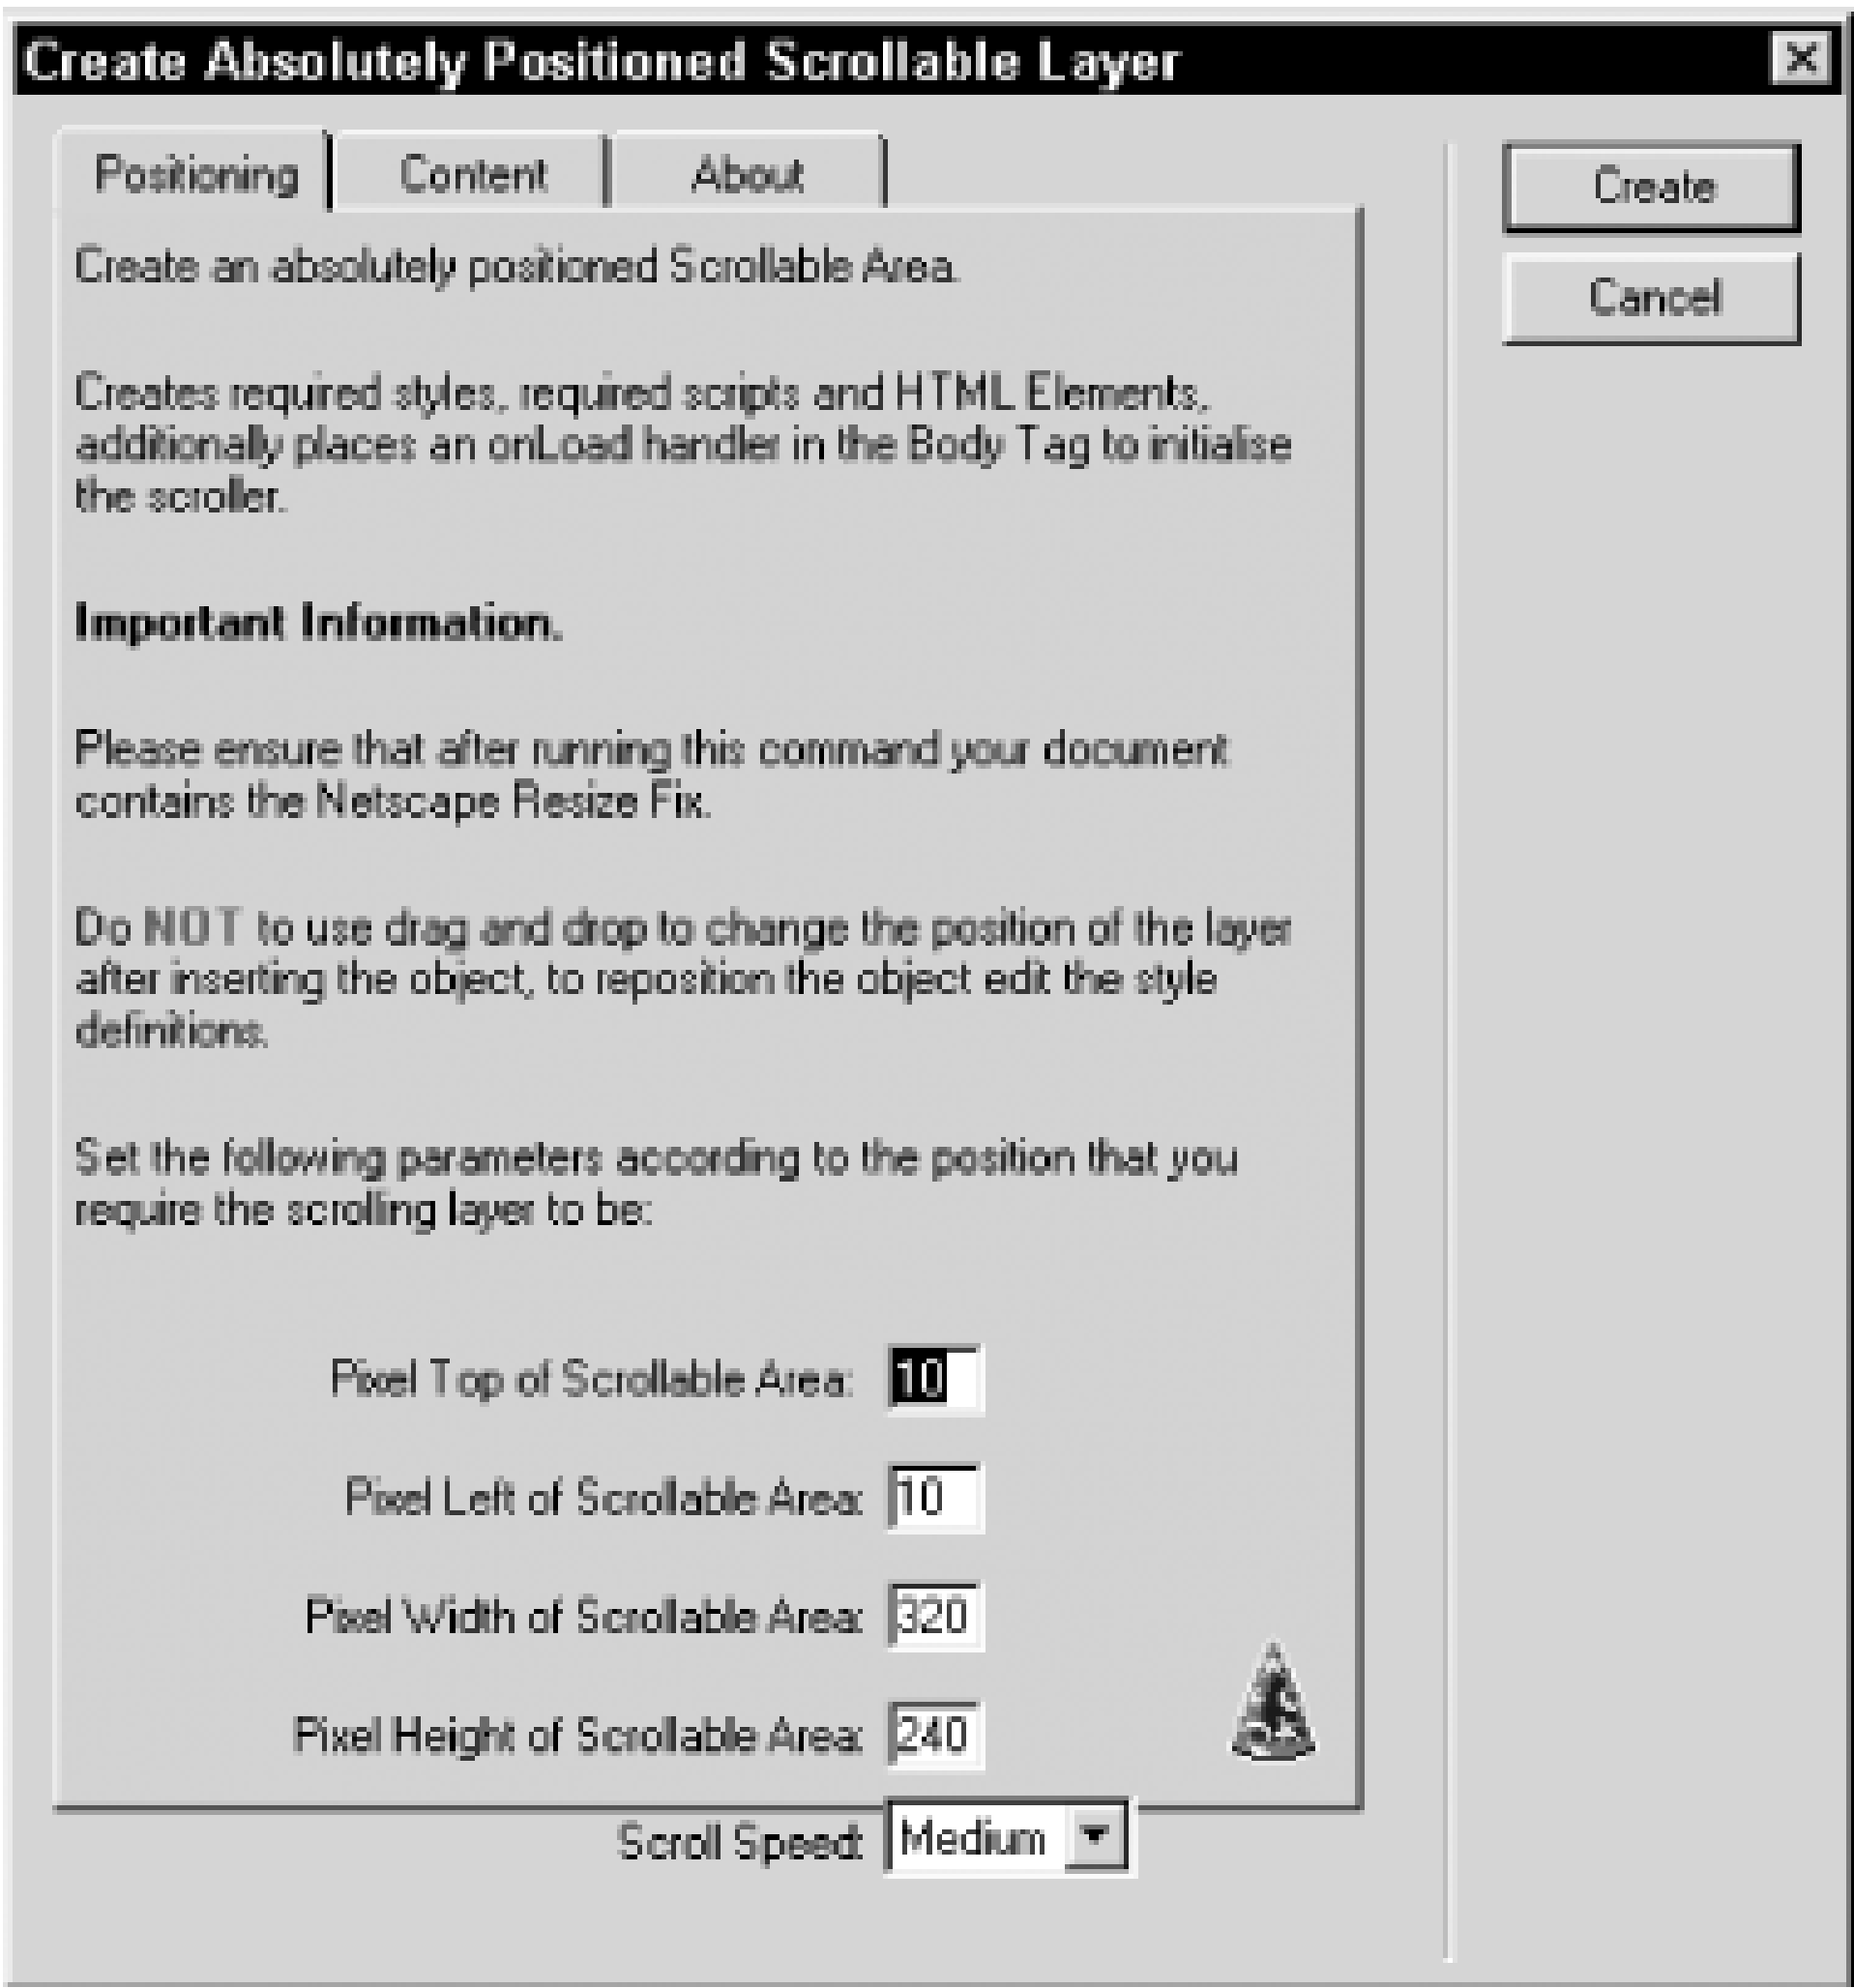 Create Absolutely Positioned Scrollable Layer
Positioning
Content
About
Create
Cancel
Create an absolutely positioned Scrollable Area.
Creates required styles, required scripts and HTML Elements,
additionally places an onLoad handler in the Body Tag to initialise
the scroller.
Important Information.
Please ensure that after running this command your document
contains the Netscape Resize Fix.
Do NOT to use drag and drop to change the position of the layer
after inserting the object, to reposition the object edit the style
definitions.
Set the following parameters according to the position that you
require the scrolling layer to be:
Pixel Top of Scrollable Area: 10
Pixel Left of Scrollable Area: 10
Pixel Width of Scrollable Area: 320
Pixel Height of Scrollable Area: 240
Scroll Speed: Medium